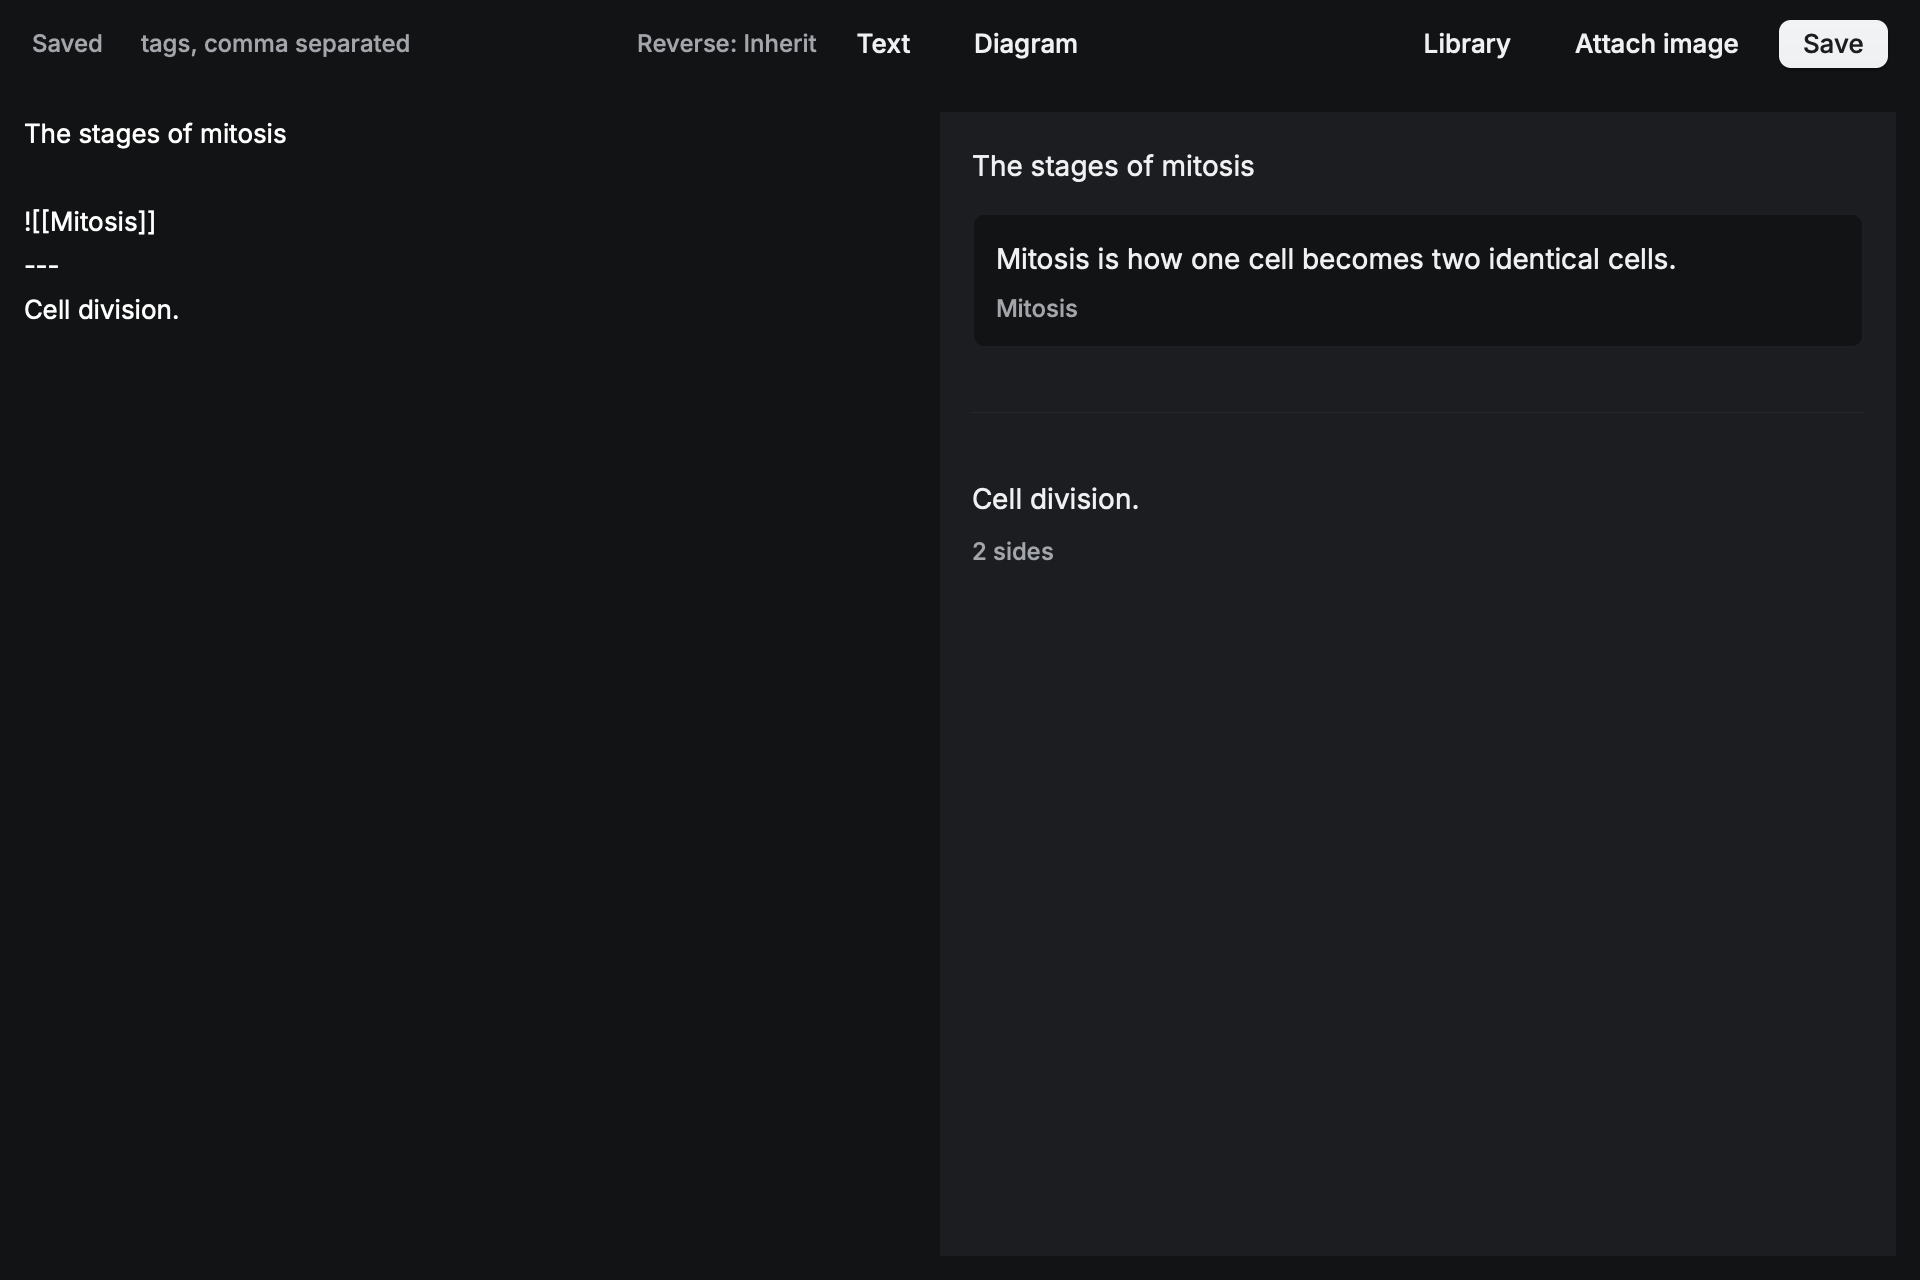 Saved tags, comma separated Reverse: Inherit Text Diagram Library Attach image Save
The stages of mitosis
![[Mitosis]]
---
Cell division.
The stages of mitosis
Mitosis is how one cell becomes two identical cells.
Mitosis
Cell division.
2 sides